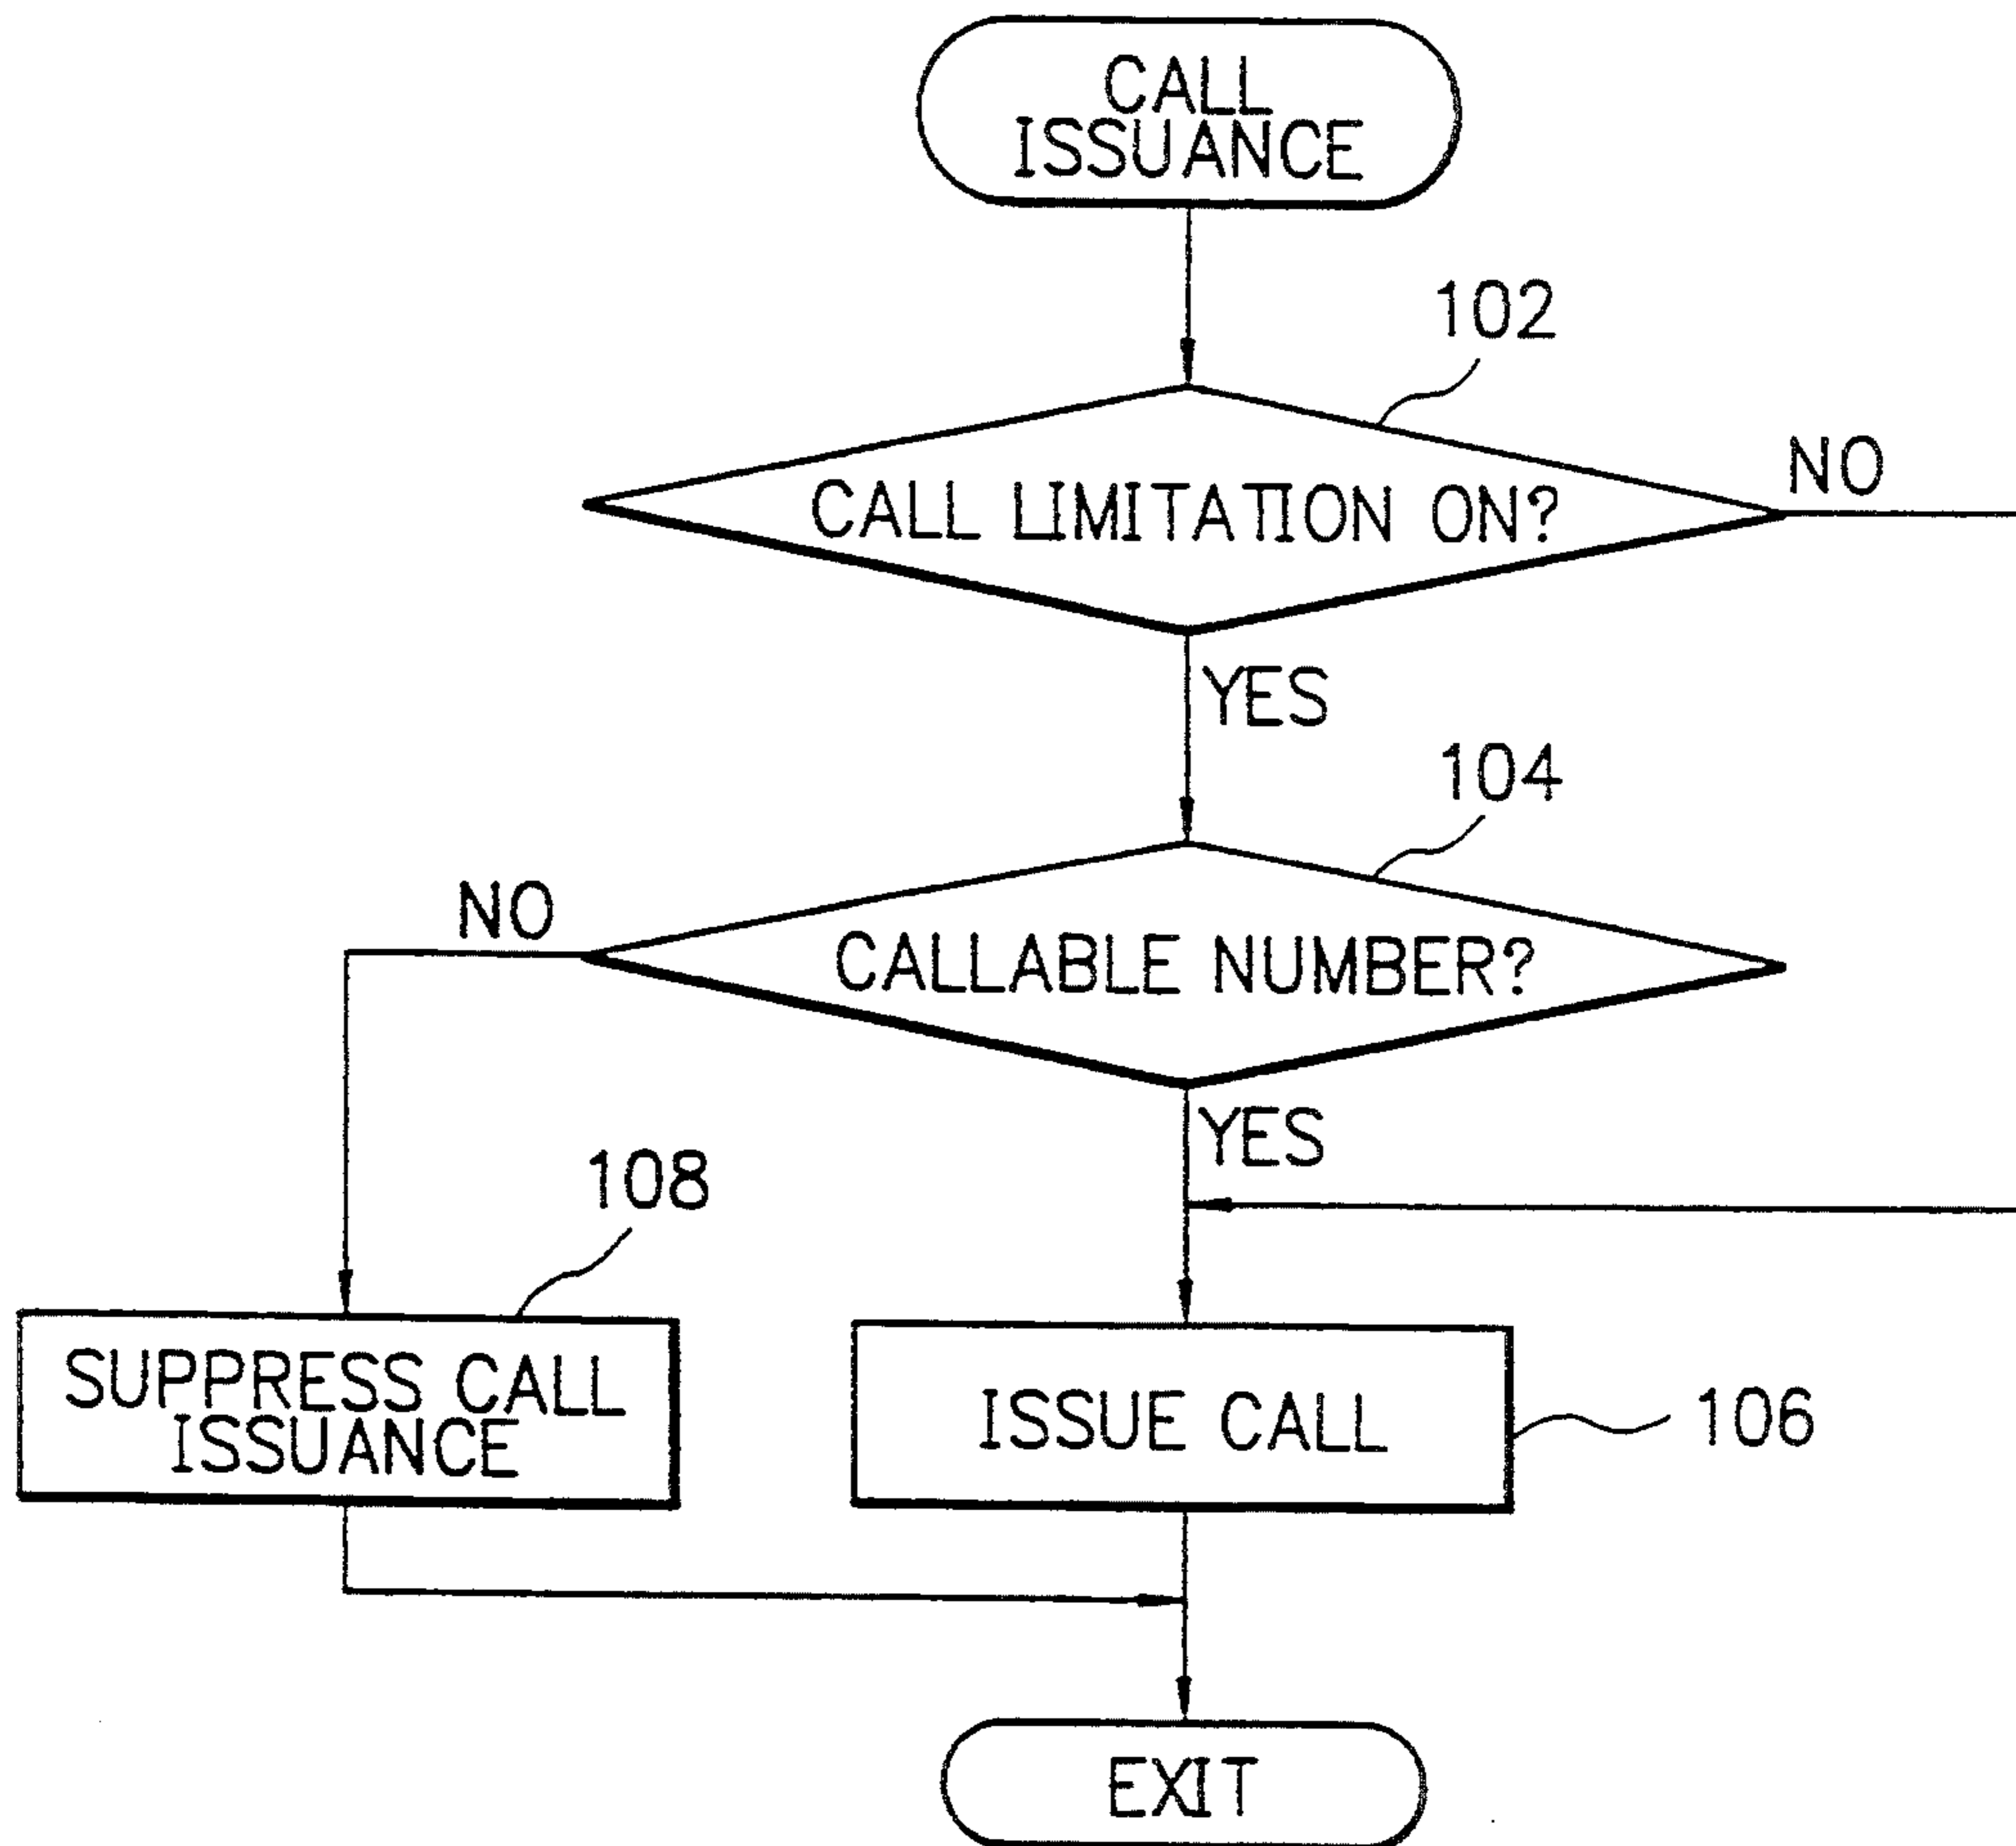 CALL
ISSUANCE
102
CALL LIMITATION ON?
NO
YES
104
NO
CALLABLE NUMBER?
YES
108
SUPPRESS CALL
ISSUANCE
ISSUE CALL
106
EXIT